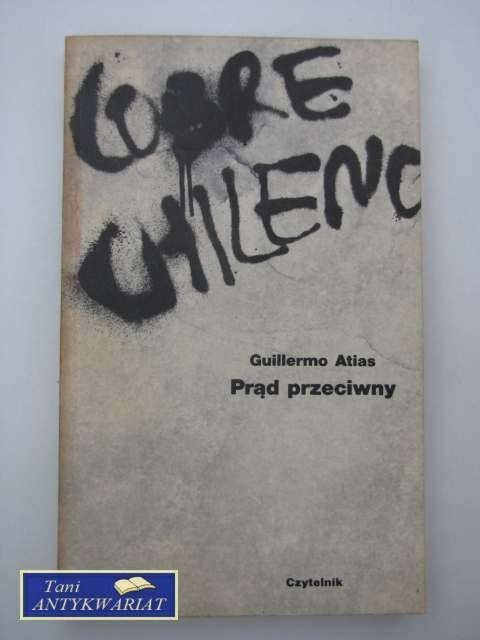 COBRE
CHILENO
Guillermo Atias
Prąd przeciwny
Czytelnik
Tani
ANTYKWARIAT